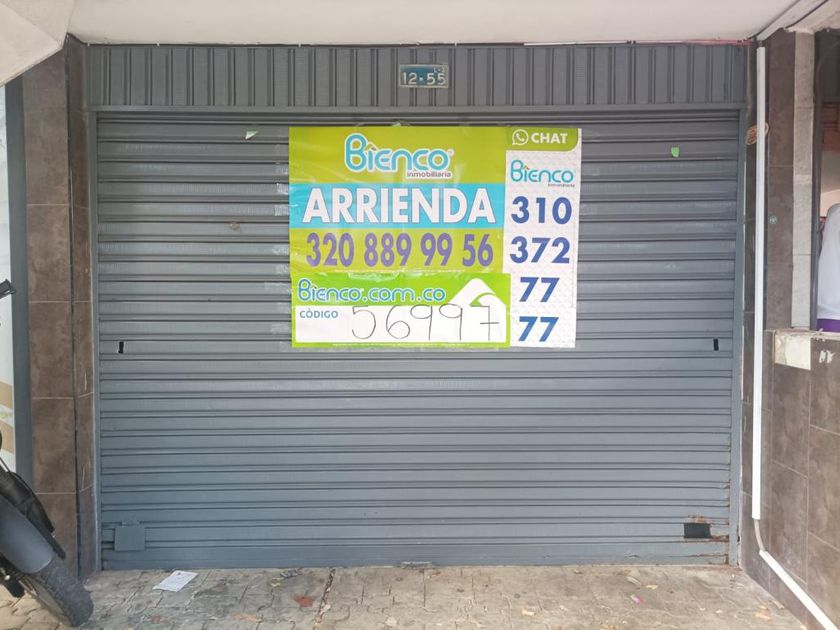 12-55
Bienco
inmobiliaria
ARRIENDA
320 889 99 56
Bienco.com.co
CÓDIGO
56997
CHAT
Bienco
inmobiliaria
310
372
77
77